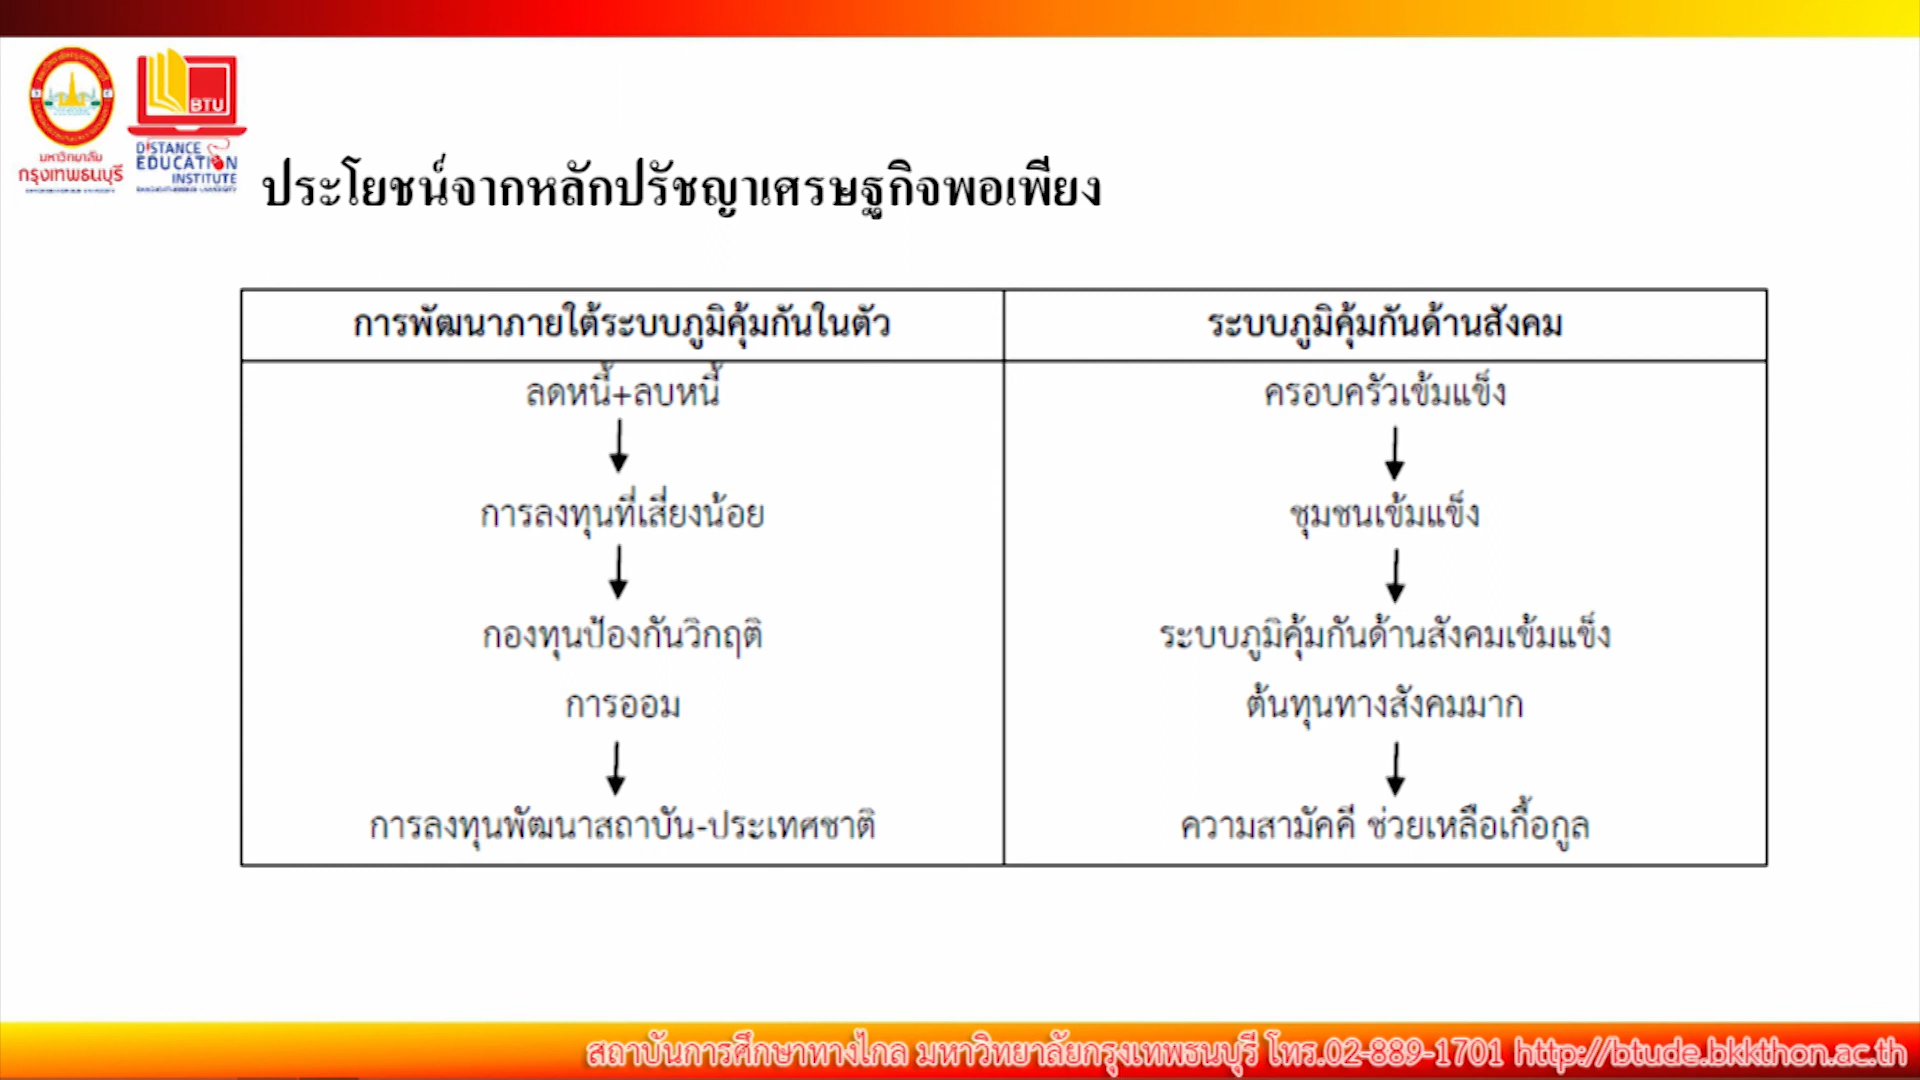 BTU
DISTANCE
EDUCATION
INSTITUTE
มหาวิทยาลัย
กรุงเทพธนบุรี
ประโยชน์จากหลักปรัชญาเศรษฐกิจพอเพียง
การพัฒนาภายใต้ระบบภูมิคุ้มกันในตัว
ลดหนี้+ลบหนี้
การลงทุนที่เสี่ยงน้อย
กองทุนป้องกันวิกฤติ
การออม
การลงทุนพัฒนาสถาบัน-ประเทศชาติ
ระบบภูมิคุ้มกันด้านสังคม
ครอบครัวเข้มแข็ง
ชุมชนเข้มแข็ง
ระบบภูมิคุ้มกันด้านสังคมเข้มแข็ง
ต้นทุนทางสังคมมาก
ความสามัคคี ช่วยเหลือเกื้อกูล
สถาบันการศึกษาทางไกล มหาวิทยาลัยกรุงเทพธนบุรี โทร.02-889-1701 http://btude.bkkthon.ac.th